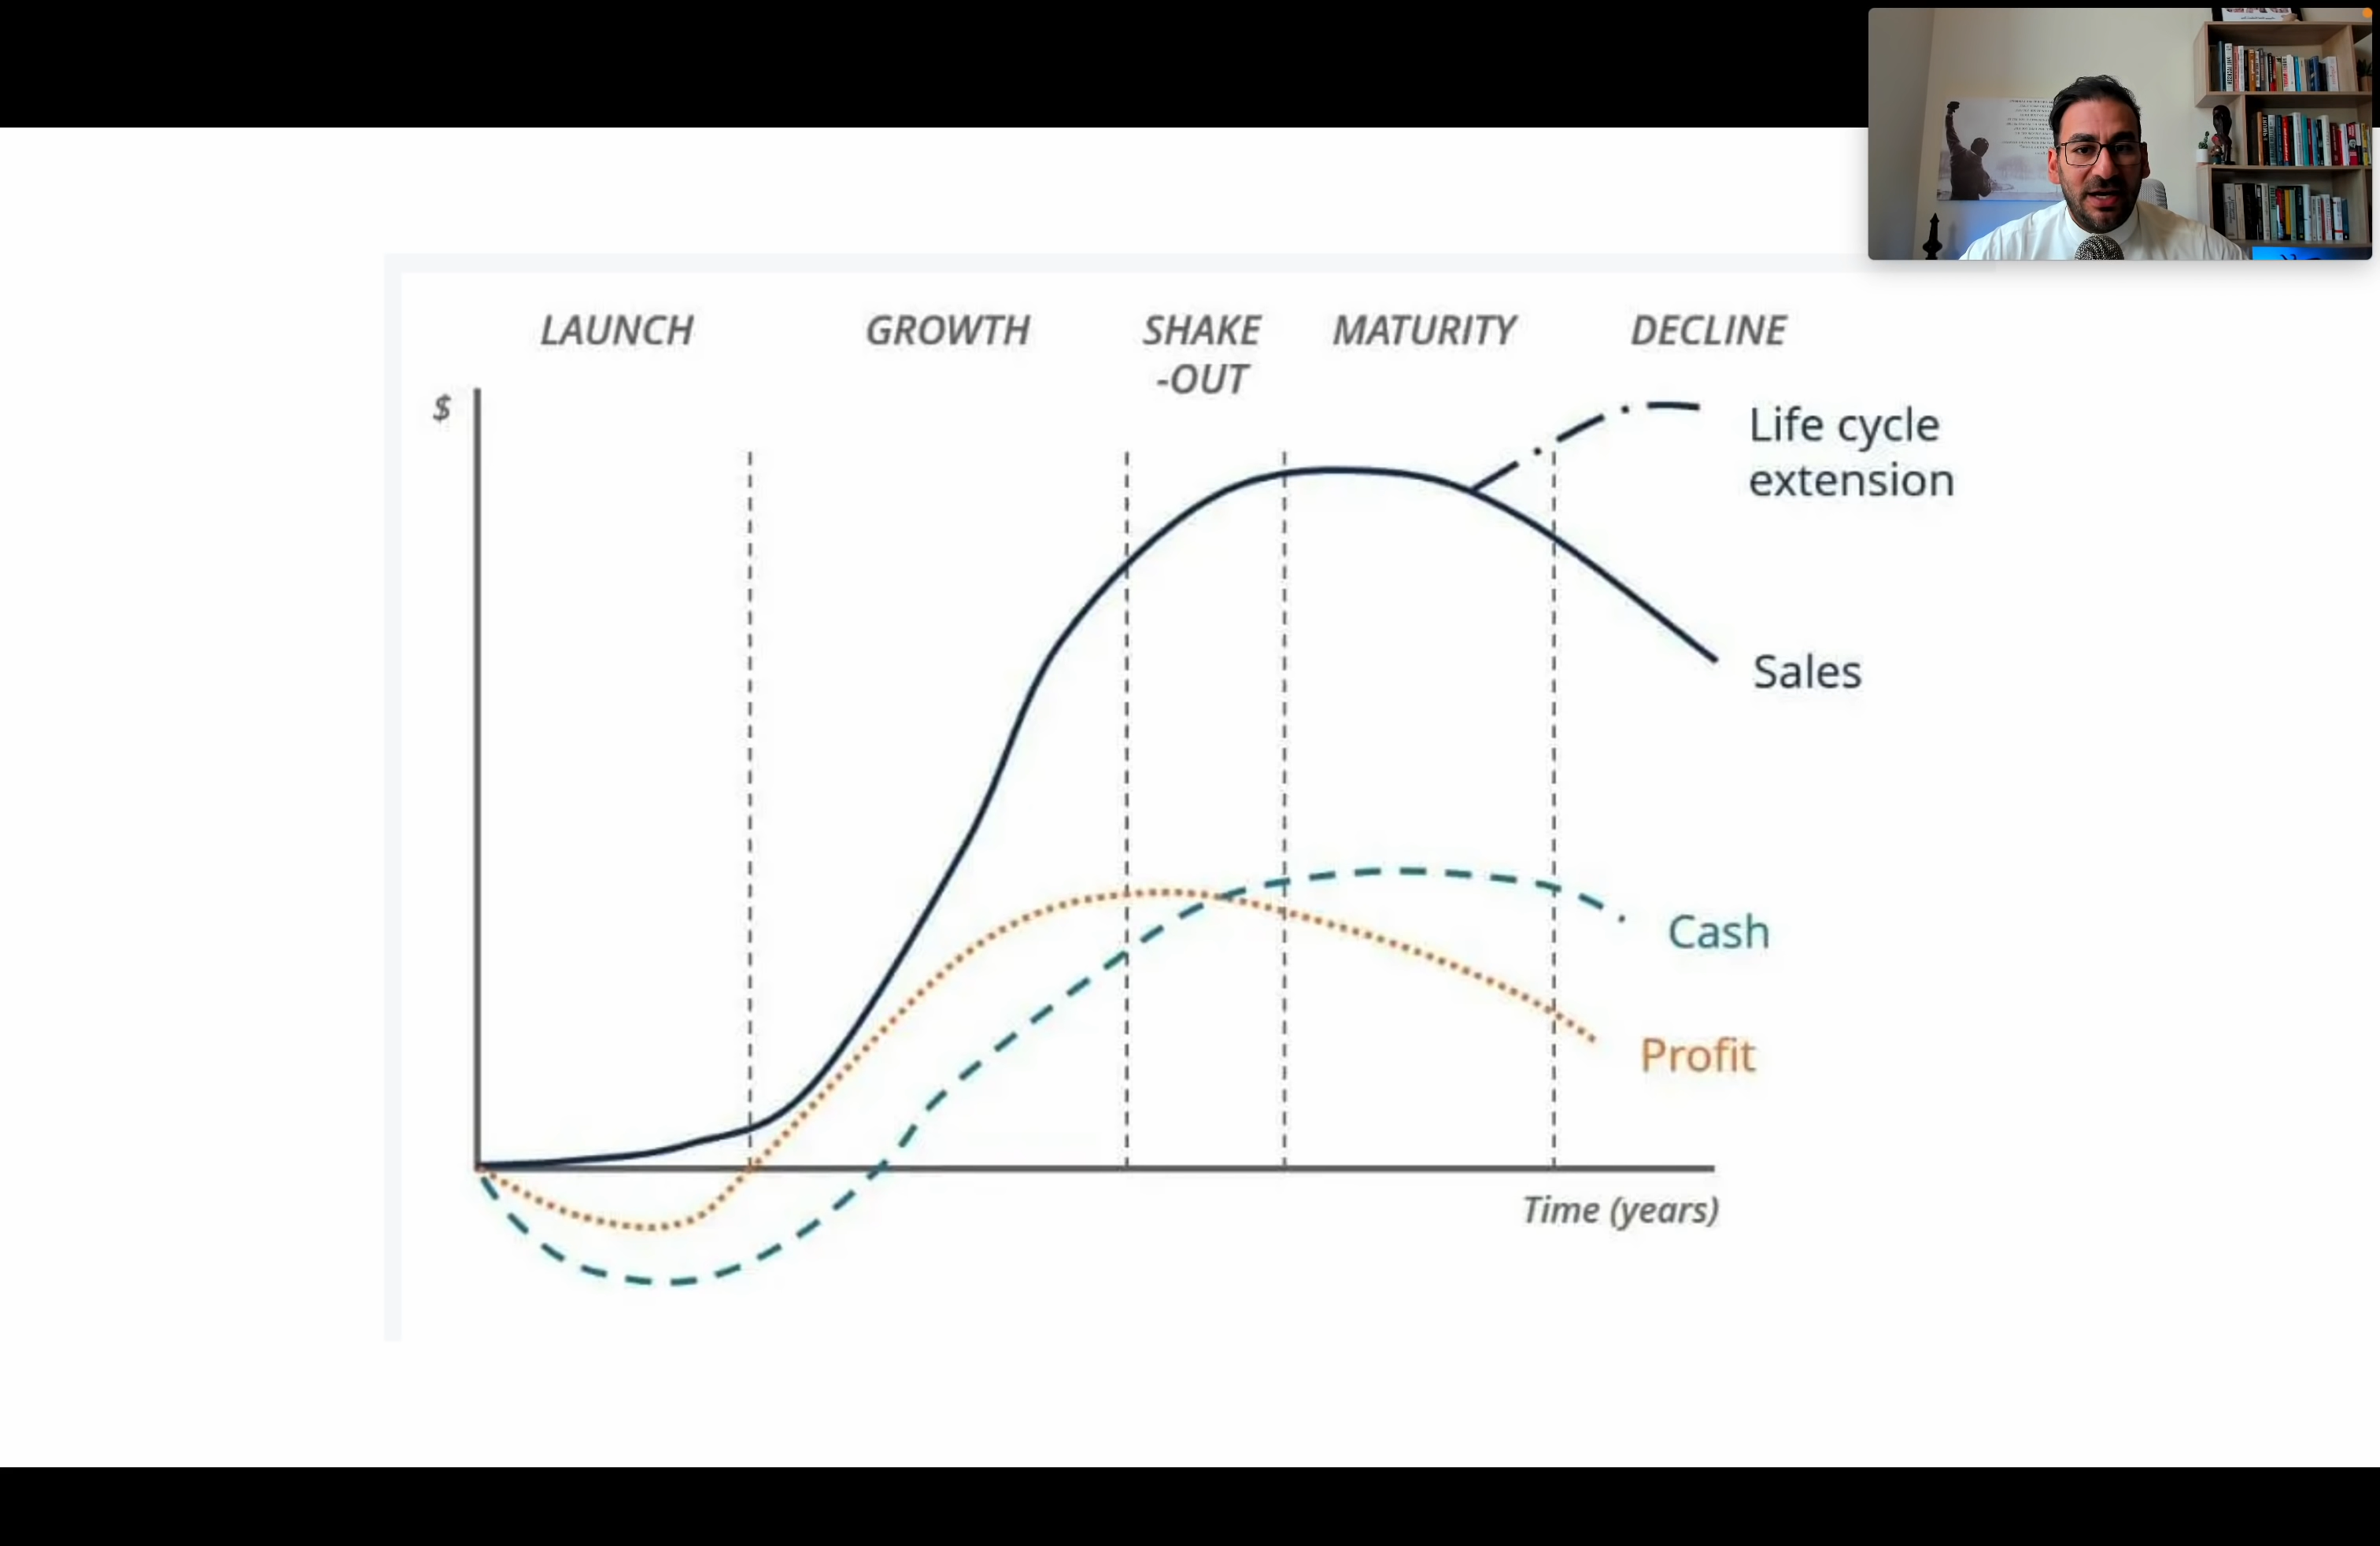 LAUNCH
GROWTH
SHAKE
-OUT
MATURITY
DECLINE
$
Life cycle
extension
Sales
Cash
Profit
Time (years)